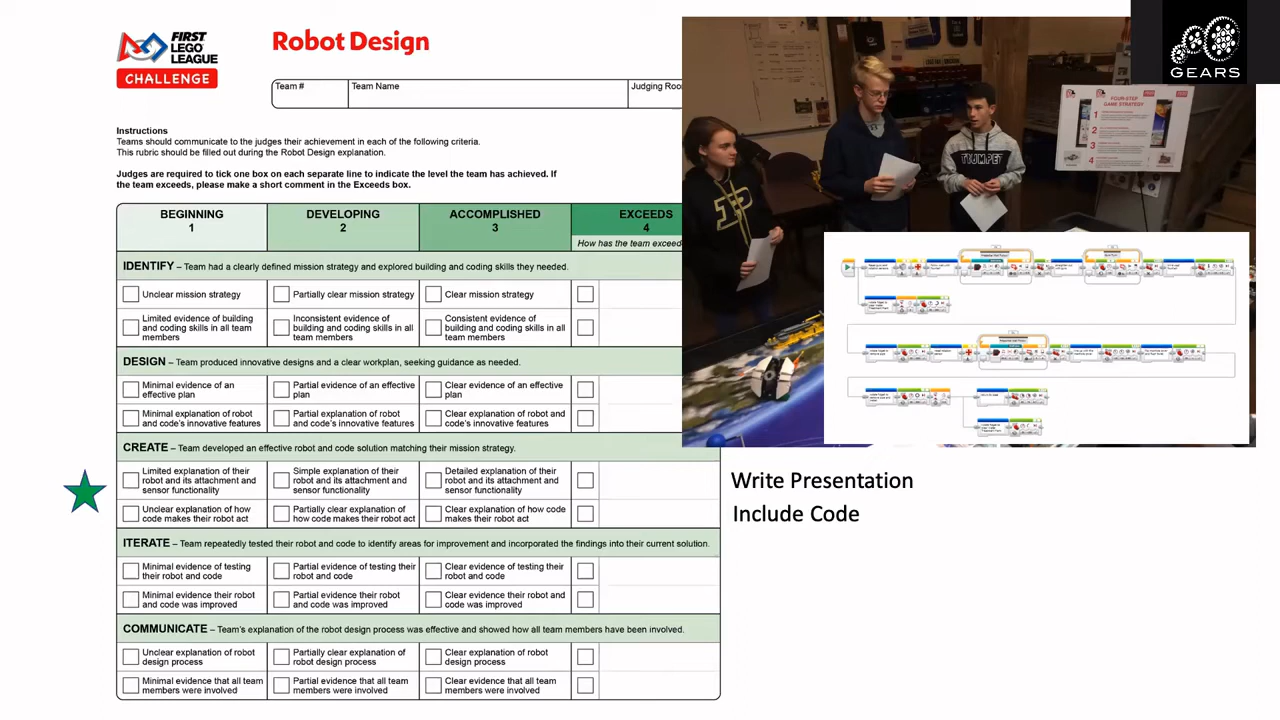 FIRST
LEGO
LEAGUE
CHALLENGE
Robot Design
Team #
Team Name
Judging Roo
Instructions
Teams should communicate to the judges their achievement in each of the following criteria.
This rubric should be filled out during the Robot Design explanation.
Judges are required to tick one box on each separate line to indicate the level the team has achieved. If
the team exceeds, please make a short comment in the Exceeds box.
BEGINNING
1
DEVELOPING
2
ACCOMPLISHED
3
EXCEEDS
4
How has the team exceed
IDENTIFY – Team had a clearly defined mission strategy and explored building and coding skills they needed.
Unclear mission strategy
Partially clear mission strategy
Clear mission strategy
Limited evidence of building
and coding skills in all team
members
Inconsistent evidence of
building and coding skills in all
team members
Consistent evidence of
building and coding skills in all
team members
DESIGN – Team produced innovative designs and a clear workplan, seeking guidance as needed.
Minimal evidence of an
effective plan
Partial evidence of an effective
plan
Clear evidence of an effective
plan
Minimal explanation of robot
and code's innovative features
Partial explanation of robot
and code's innovative features
Clear explanation of robot and
code's innovative features
CREATE – Team developed an effective robot and code solution matching their mission strategy.
Limited explanation of their
robot and its attachment and
sensor functionality
Simple explanation of their
robot and its attachment and
sensor functionality
Detailed explanation of their
robot and its attachment and
sensor functionality
Unclear explanation of how
code makes their robot act
Partially clear explanation of
how code makes their robot act
Clear explanation of how code
makes their robot act
ITERATE – Team repeatedly tested their robot and code to identify areas for improvement and incorporated the findings into their current solution.
Minimal evidence of testing
their robot and code
Partial evidence of testing their
robot and code
Clear evidence of testing their
robot and code
Minimal evidence their robot
and code was improved
Partial evidence their robot
and code was improved
Clear evidence their robot and
code was improved
COMMUNICATE – Team's explanation of the robot design process was effective and showed how all team members have been involved.
Unclear explanation of robot
design process
Partially clear explanation of
robot design process
Clear explanation of robot
design process
Minimal evidence that all team
members were involved
Partial evidence that all team
members were involved
Clear evidence that all team
members were involved
GEARS
FOUR-STEP
GAME STRATEGY
1
2
3
4
TRUMPET
P
Write Presentation
Include Code